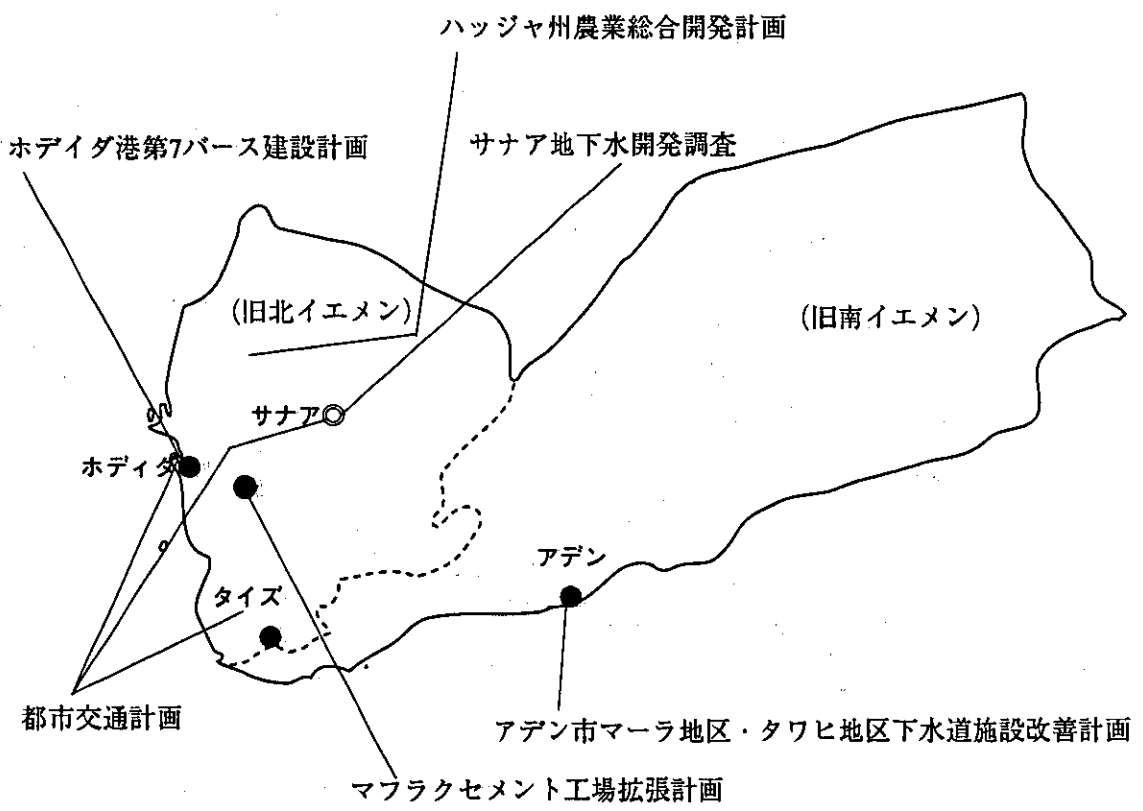 ハッジャ州農業総合開発計画
ホデイダ港第7バース建設計画
サナア地下水開発調査
(旧北イエメン)
(旧南イエメン)
サナア
ホディダ
アデン
タイズ
都市交通計画
アデン市マーラ地区・タワヒ地区下水道施設改善計画
マフラクセメント工場拡張計画